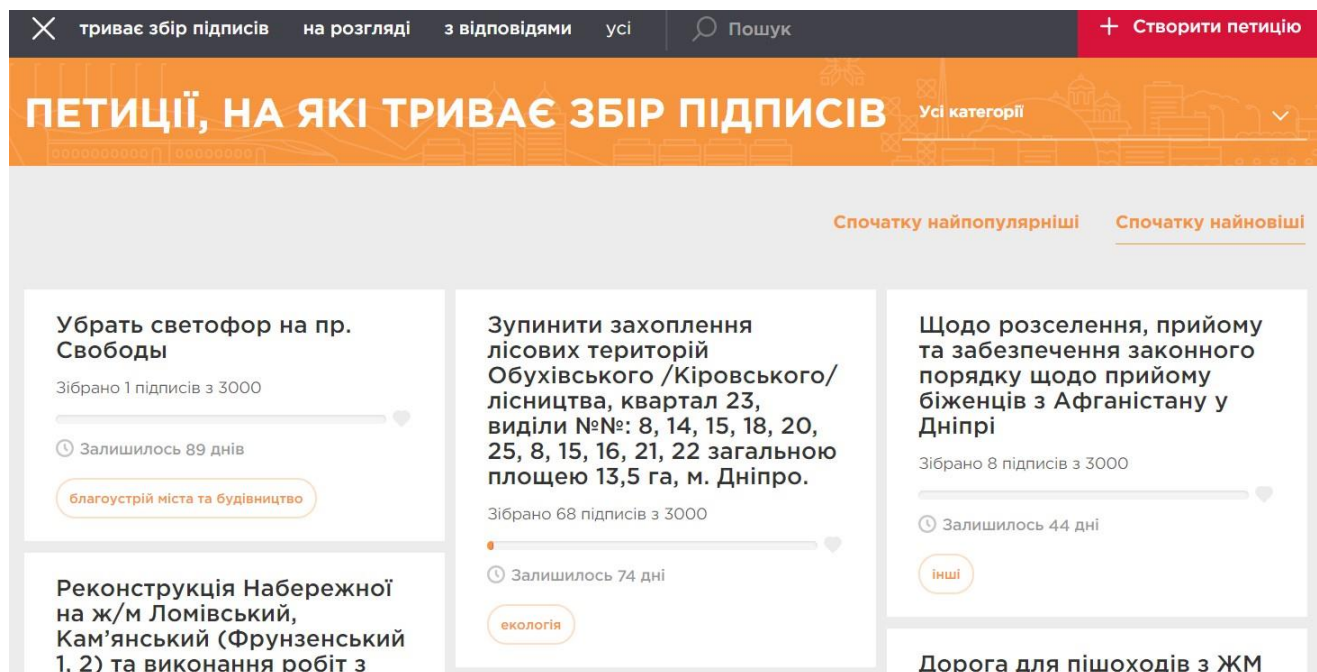 триває збір підписів на розгляді з відповідями усі Пошук + Створити петицію
ПЕТИЦІЇ, НА ЯКІ ТРИВАЄ ЗБІР ПІДПИСІВ Усі категорії
Спочатку найпопулярніші Спочатку найновіші
Убрать светофор на пр.
Свободы
Зібрано 1 підписів з 3000
Залишилось 89 днів
благоустрій міста та будівництво
Реконструкція Набережної
на ж/м Ломівський,
Кам’янський (Фрунзенський
1, 2) та виконання робіт з
Зупинити захоплення
лісових територій
Обухівського /Кіровського/
лісництва, квартал 23,
виділи №№: 8, 14, 15, 18, 20,
25, 8, 15, 16, 21, 22 загальною
площею 13,5 га, м. Дніпро.
Зібрано 68 підписів з 3000
Залишилось 74 дні
екологія
Щодо розселення, прийому
та забезпечення законного
порядку щодо прийому
біженців з Афганістану у
Дніпрі
Зібрано 8 підписів з 3000
Залишилось 44 дні
інші
Дорога для пішоходів з ЖМ